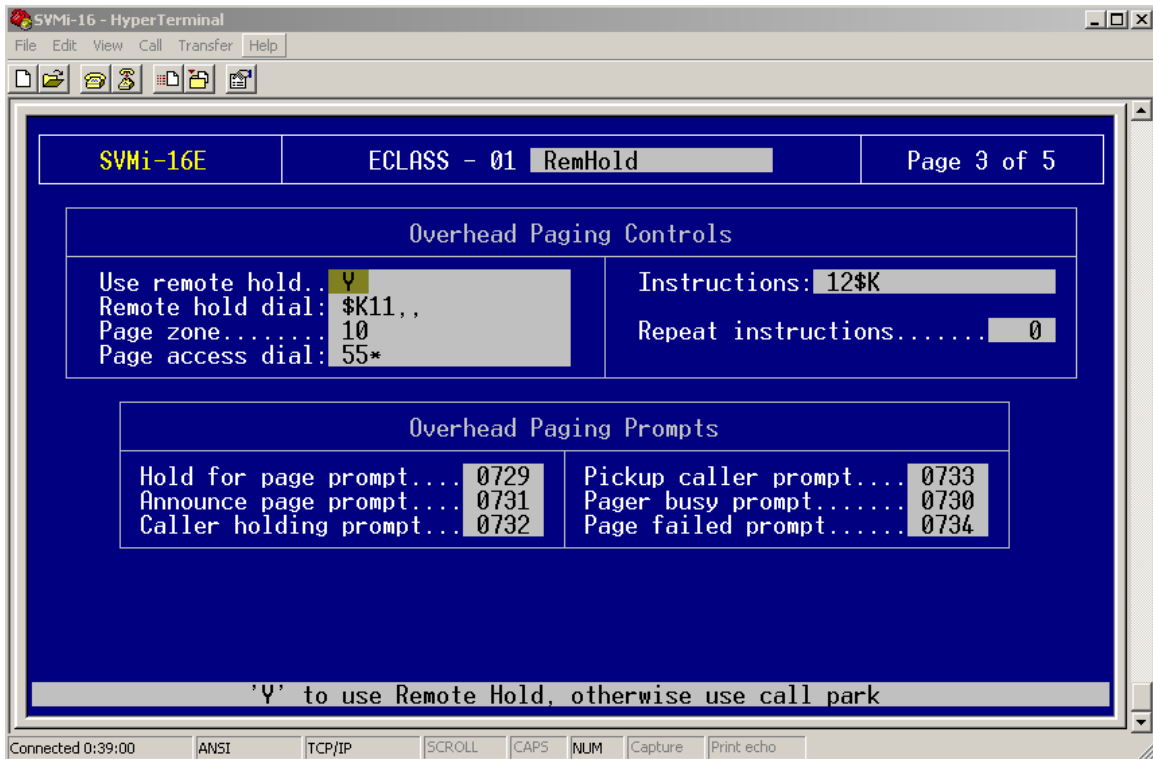 SVMi-16 - HyperTerminal
File Edit View Call Transfer Help
SVMi-16E ECLASS - 01 RemHold Page 3 of 5
Overhead Paging Controls
Use remote hold.. Y
Remote hold dial: $K11,,
Page zone........ 10
Page access dial: 55*
Instructions: 12$K
Repeat instructions....... 0
Overhead Paging Prompts
Hold for page prompt.... 0729
Announce page prompt.... 0731
Caller holding prompt... 0732
Pickup caller prompt.... 0733
Pager busy prompt....... 0730
Page failed prompt...... 0734
'Y' to use Remote Hold, otherwise use call park
Connected 0:39:00 ANSI TCP/IP SCROLL CAPS NUM Capture Print echo